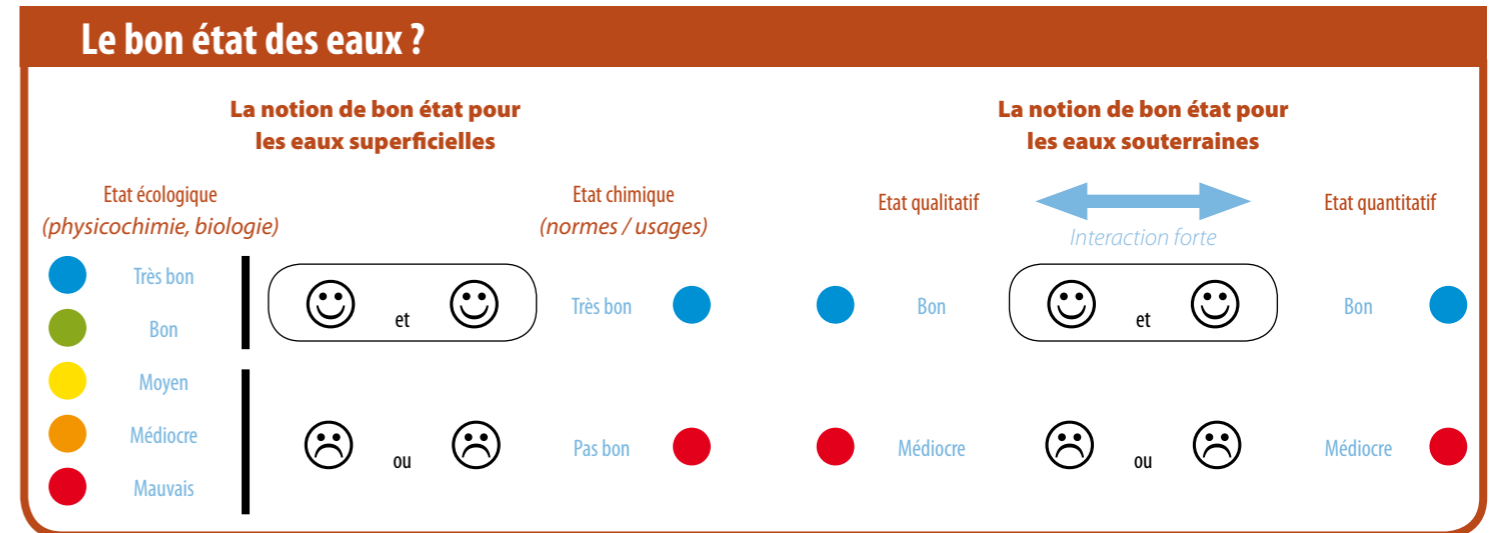 Le bon état des eaux ?
La notion de bon état pour
les eaux superficielles
Etat écologique
(physicochimie, biologie)
Etat chimique
(normes / usages)
Très bon
Bon
Moyen
Médiocre
Mauvais
et
ou
Très bon
Pas bon
La notion de bon état pour
les eaux souterraines
Etat qualitatif
Interaction forte
Etat quantitatif
Bon
et
Bon
Médiocre
ou
Médiocre